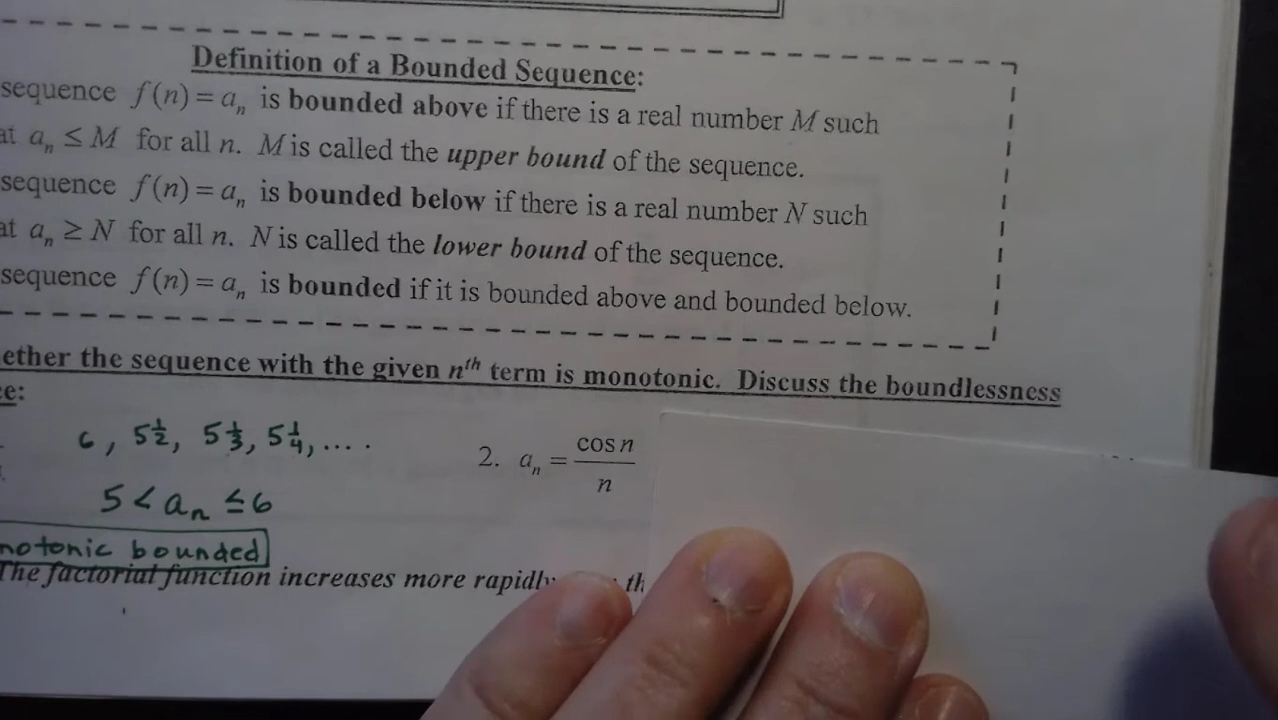 Definition of a Bounded Sequence:
sequence f(n) = aₙ is bounded above if there is a real number M such
at aₙ ≤ M for all n. M is called the upper bound of the sequence.
sequence f(n) = aₙ is bounded below if there is a real number N such
at aₙ ≥ N for all n. N is called the lower bound of the sequence.
sequence f(n) = aₙ is bounded if it is bounded above and bounded below.
ether the sequence with the given nᵗʰ term is monotonic. Discuss the boundlessness
ce:
6, 5½, 5⅓, 5¼, ....
2. aₙ = cos n / n
5 < aₙ ≤ 6
notonic bounded
The factorial function increases more rapidly th